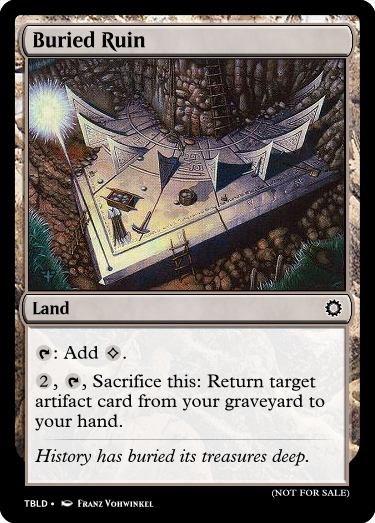 Buried Ruin
Land
: Add .
2, , Sacrifice this: Return target
artifact card from your graveyard to
your hand.
History has buried its treasures deep.
(NOT FOR SALE)
TBLD • Franz Vohwinkel